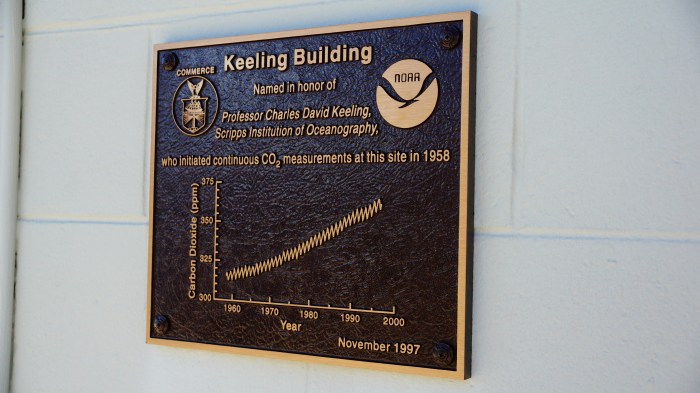 Keeling Building
COMMERCE
NOAA
Named in honor of
Professor Charles David Keeling,
Scripps Institution of Oceanography,
who initiated continuous CO₂ measurements at this site in 1958
Carbon Dioxide (ppm)
375
350
325
300
1960 1970 1980 1990 2000
Year
November 1997